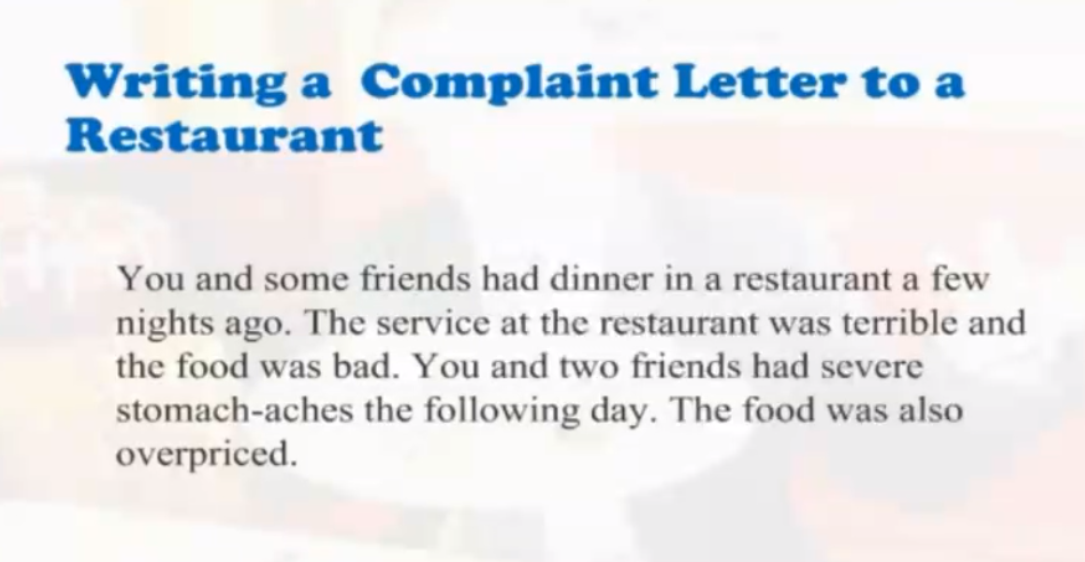 Writing a Complaint Letter to a
Restaurant
You and some friends had dinner in a restaurant a few
nights ago. The service at the restaurant was terrible and
the food was bad. You and two friends had severe
stomach-aches the following day. The food was also
overpriced.